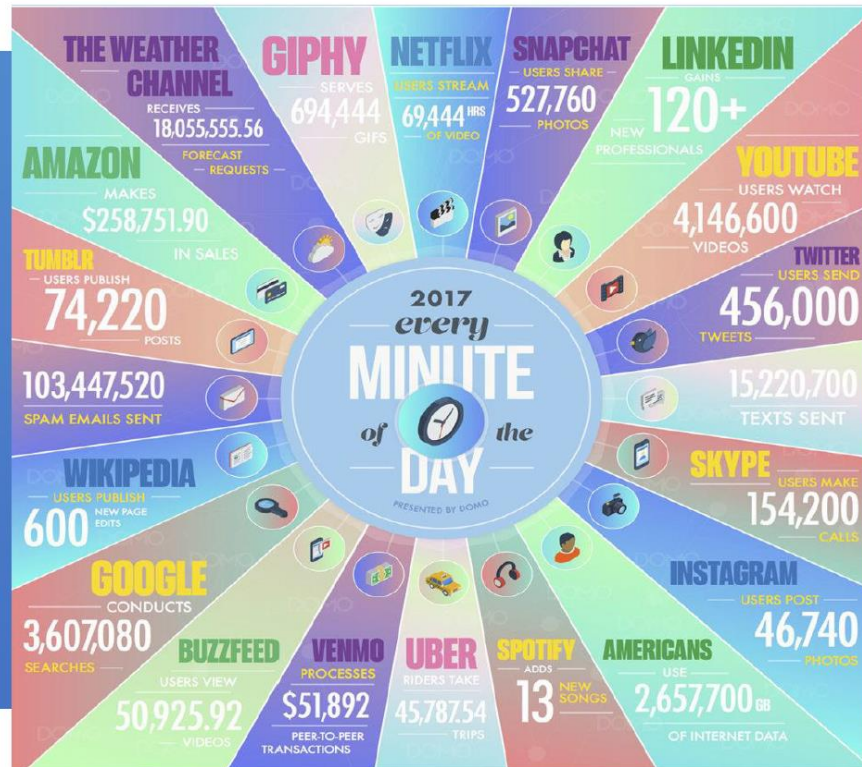 2017
every
MINUTE
of the
DAY
PRESENTED BY DOMO
THE WEATHER
CHANNEL
RECEIVES
18,055,555.56
FORECAST
REQUESTS
GIPHY
SERVES
694,444
GIFS
NETFLIX
USERS STREAM
69,444 HRS
OF VIDEO
SNAPCHAT
USERS SHARE
527,760
PHOTOS
LINKEDIN
GAINS
120+
NEW
PROFESSIONALS
YOUTUBE
USERS WATCH
4,146,600
VIDEOS
TWITTER
USERS SEND
456,000
TWEETS
15,220,700
TEXTS SENT
SKYPE
USERS MAKE
154,200
CALLS
INSTAGRAM
USERS POST
46,740
PHOTOS
AMERICANS
USE
2,657,700 GB
OF INTERNET DATA
SPOTIFY
ADDS
13 NEW
SONGS
UBER
RIDERS TAKE
45,787.54
TRIPS
VENMO
PROCESSES
$51,892
PEER-TO-PEER
TRANSACTIONS
BUZZFEED
USERS VIEW
50,925.92
VIDEOS
GOOGLE
CONDUCTS
3,607,080
SEARCHES
WIKIPEDIA
USERS PUBLISH
600 NEW PAGE
EDITS
103,447,520
SPAM EMAILS SENT
TUMBLR
USERS PUBLISH
74,220
POSTS
AMAZON
MAKES
$258,751.90
IN SALES